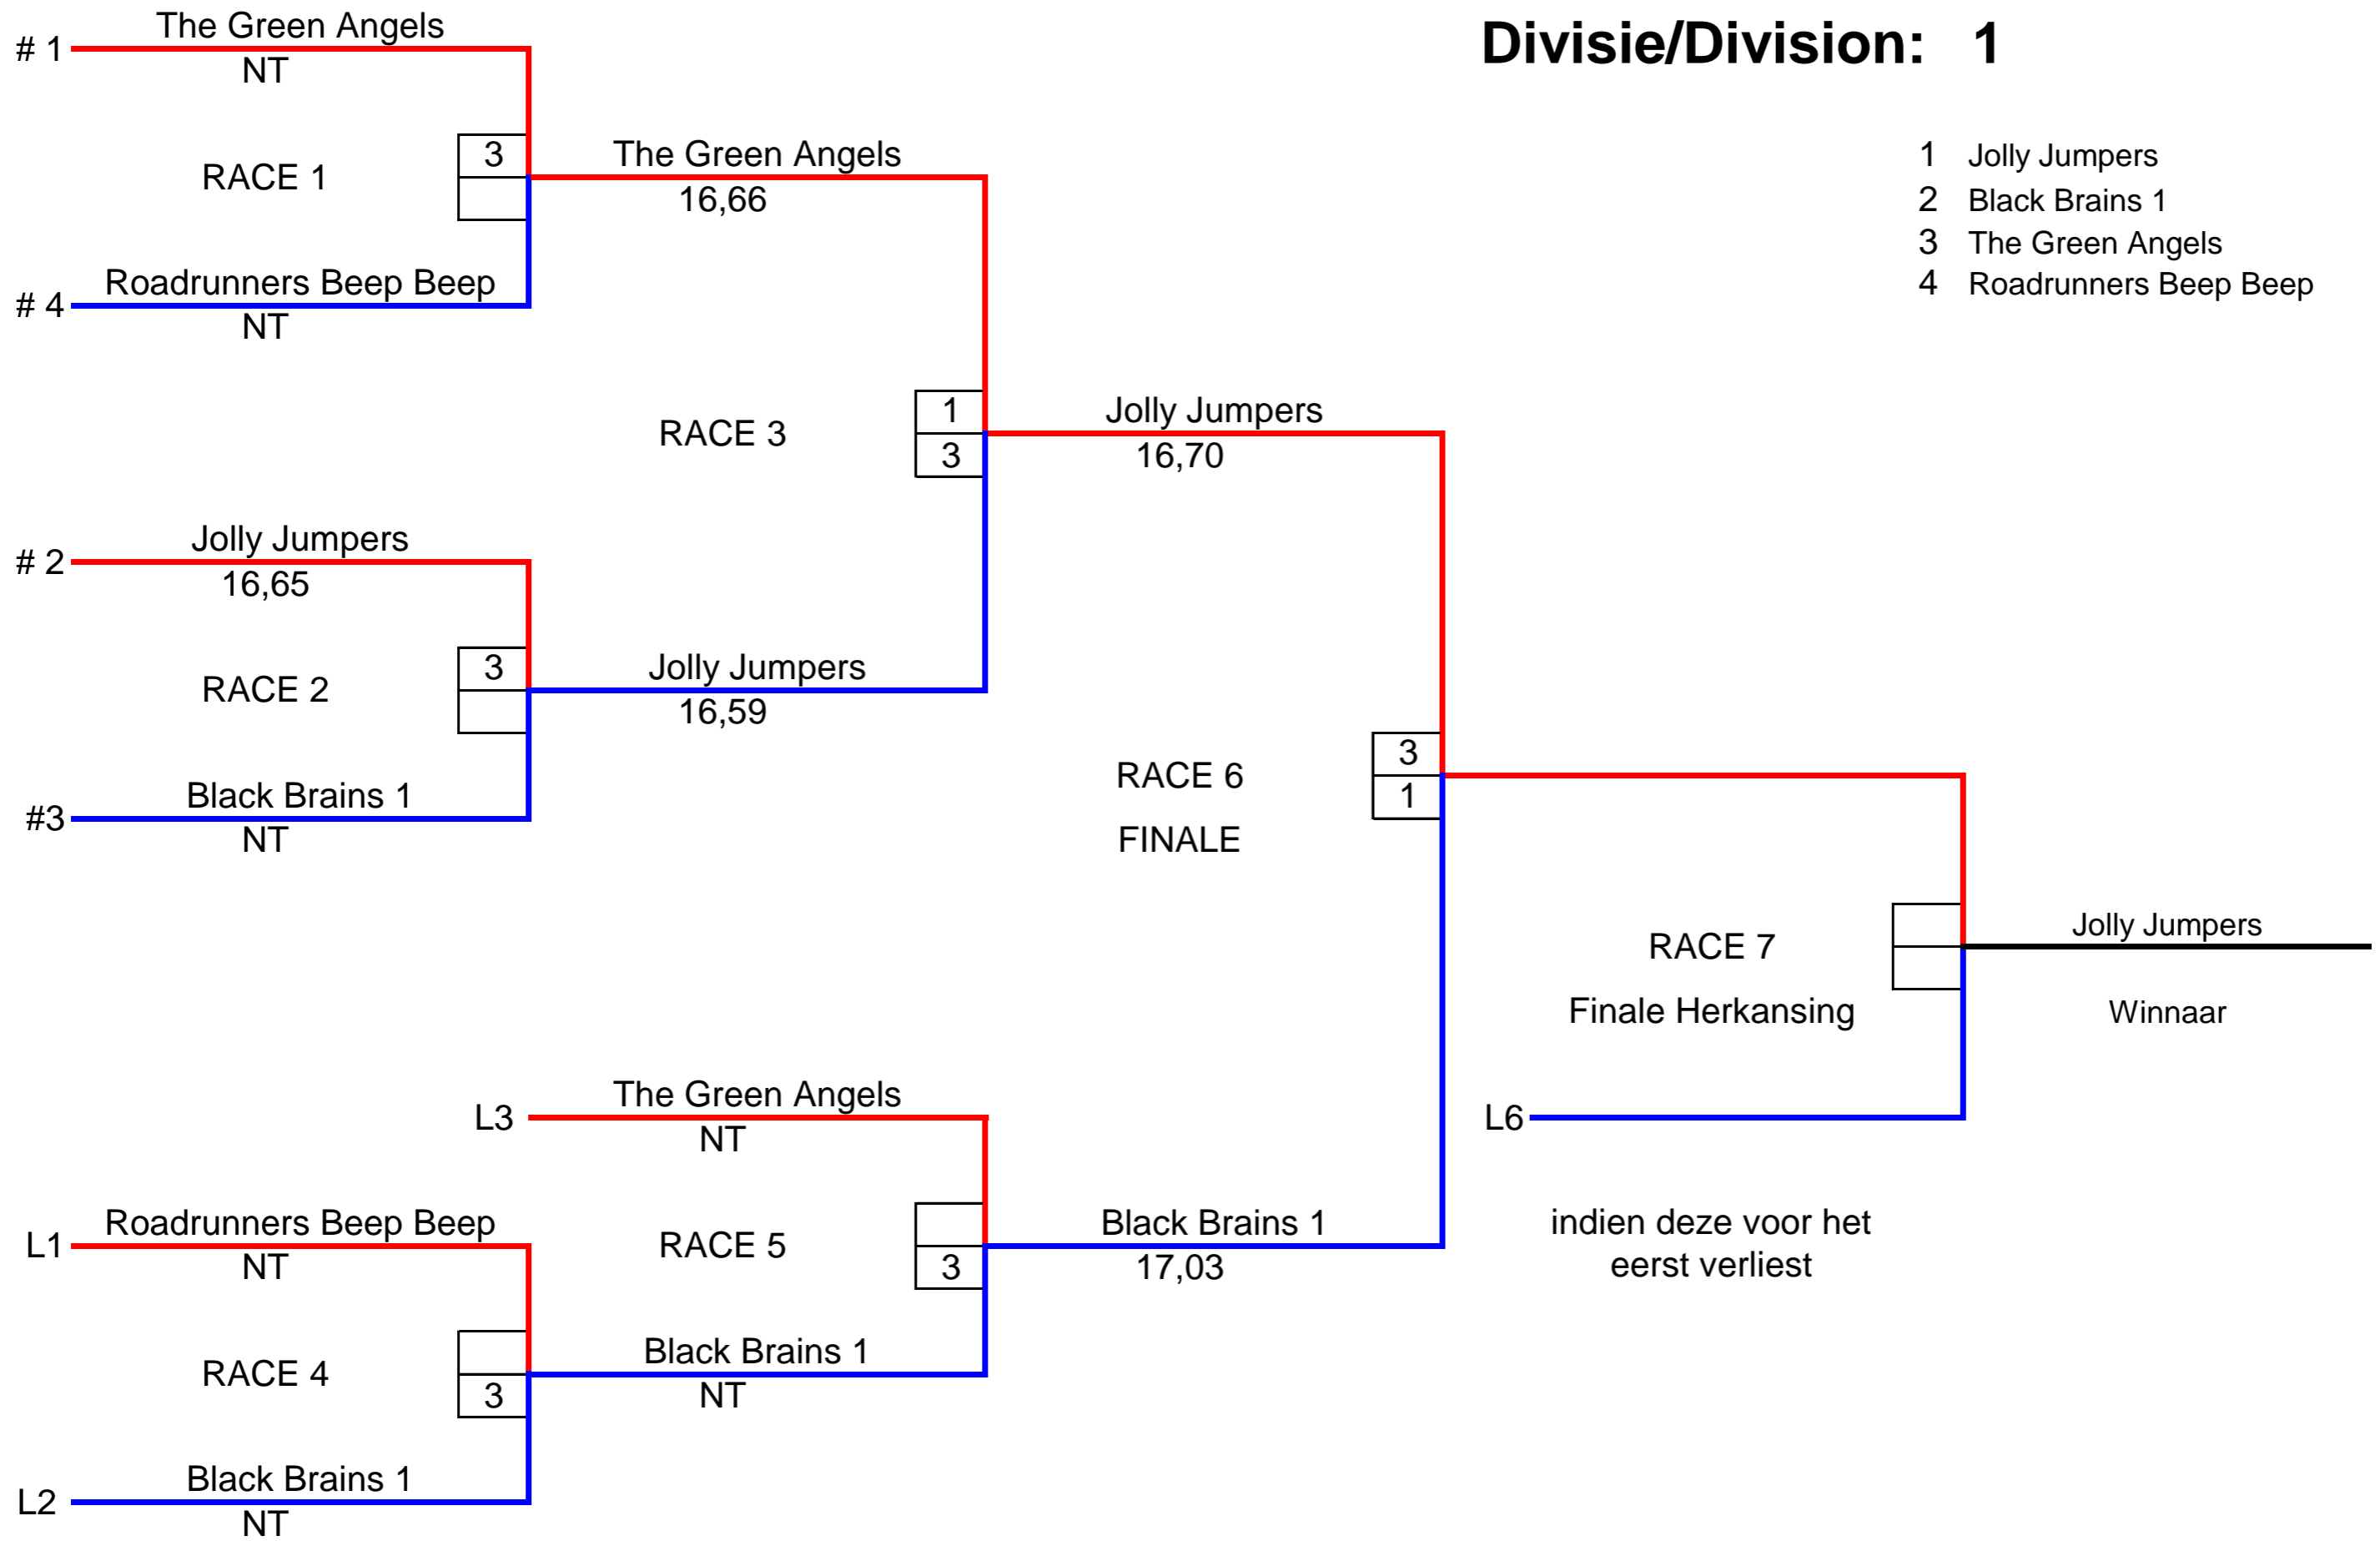 Divisie/Division: 1
1 Jolly Jumpers
2 Black Brains 1
3 The Green Angels
4 Roadrunners Beep Beep
# 1 The Green Angels
NT
RACE 1
3
# 4 Roadrunners Beep Beep
NT
The Green Angels
16,66
RACE 3
1
3
# 2 Jolly Jumpers
16,65
RACE 2
3
#3 Black Brains 1
NT
Jolly Jumpers
16,59
Jolly Jumpers
16,70
RACE 6
FINALE
3
1
RACE 7
Finale Herkansing
Jolly Jumpers
Winnaar
L6
indien deze voor het
eerst verliest
L3 The Green Angels
NT
RACE 5
3
Black Brains 1
17,03
L1 Roadrunners Beep Beep
NT
RACE 4
3
Black Brains 1
NT
L2 Black Brains 1
NT